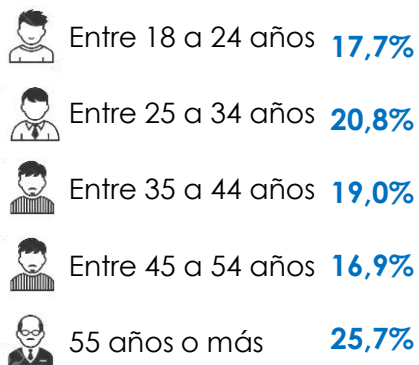 Entre 18 a 24 años 17,7%
Entre 25 a 34 años 20,8%
Entre 35 a 44 años 19,0%
Entre 45 a 54 años 16,9%
55 años o más 25,7%